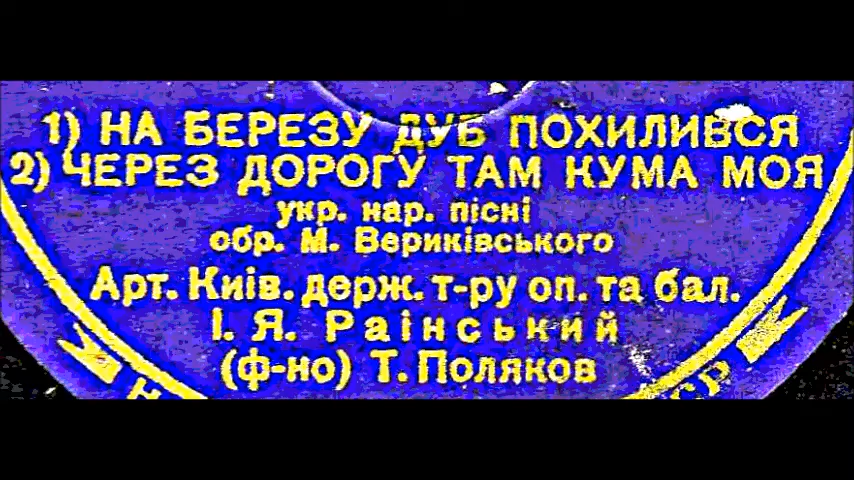 1) НА БЕРЕЗУ ДУБ ПОХИЛИВСЯ
2) ЧЕРЕЗ ДОРОГУ ТАМ КУМА МОЯ
укр. нар. пісні
обр. М. Вериківського
Арт. Київ. держ. т-ру оп. та бал.
І. Я. Раінський
(ф-но) Т. Поляков